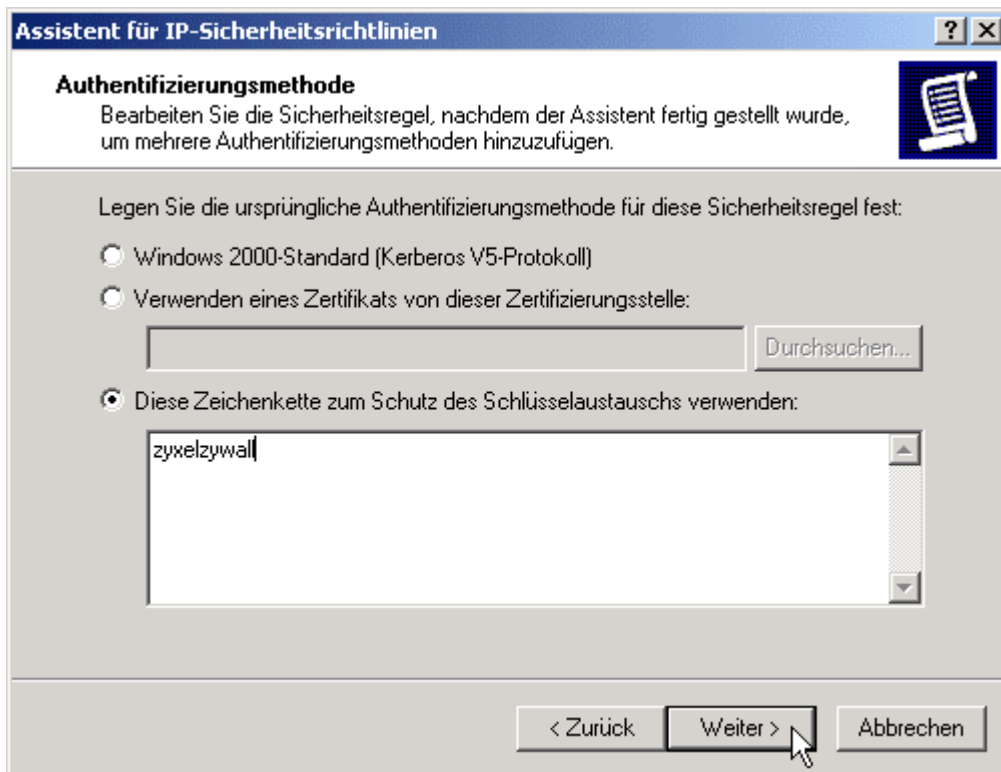 Assistent für IP-Sicherheitsrichtlinien
Authentifizierungsmethode
Bearbeiten Sie die Sicherheitsregel, nachdem der Assistent fertig gestellt wurde,
um mehrere Authentifizierungsmethoden hinzuzufügen.
Legen Sie die ursprüngliche Authentifizierungsmethode für diese Sicherheitsregel fest:
Windows 2000-Standard (Kerberos V5-Protokoll)
Verwenden eines Zertifikats von dieser Zertifizierungsstelle:
Durchsuchen...
Diese Zeichenkette zum Schutz des Schlüsselaustauschs verwenden:
zyxelzywall
< Zurück Weiter > Abbrechen